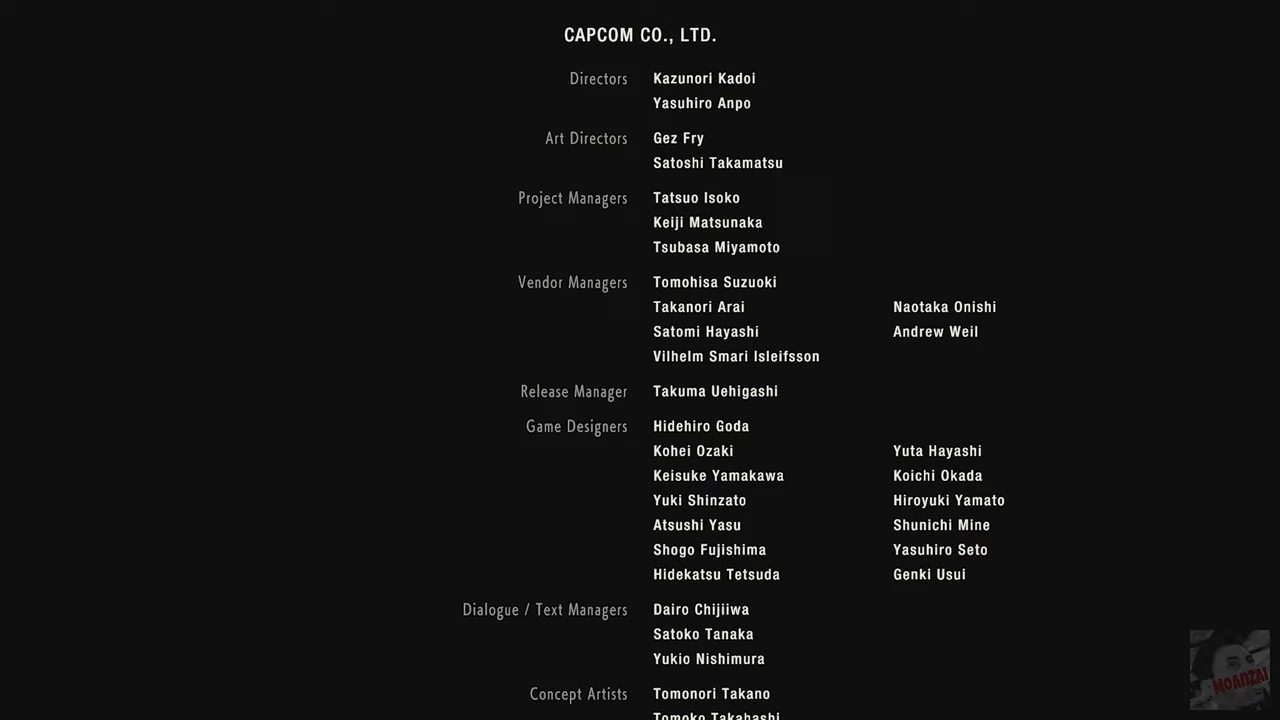 CAPCOM CO., LTD.
Directors Kazunori Kadoi
Yasuhiro Anpo
Art Directors Gez Fry
Satoshi Takamatsu
Project Managers Tatsuo Isoko
Keiji Matsunaka
Tsubasa Miyamoto
Vendor Managers Tomohisa Suzuoki
Takanori Arai Naotaka Onishi
Satomi Hayashi Andrew Weil
Vilhelm Smari Isleifsson
Release Manager Takuma Uehigashi
Game Designers Hidehiro Goda
Kohei Ozaki Yuta Hayashi
Keisuke Yamakawa Koichi Okada
Yuki Shinzato Hiroyuki Yamato
Atsushi Yasu Shunichi Mine
Shogo Fujishima Yasuhiro Seto
Hidekatsu Tetsuda Genki Usui
Dialogue / Text Managers Dairo Chijiiwa
Satoko Tanaka
Yukio Nishimura
Concept Artists Tomonori Takano
Tomoko Takahashi
MOANZAI